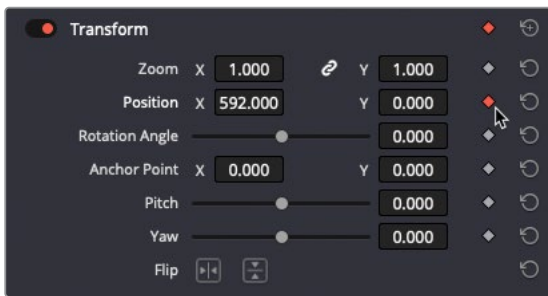 Transform
Zoom X 1.000 Y 1.000
Position X 592.000 Y 0.000
Rotation Angle 0.000
Anchor Point X 0.000 Y 0.000
Pitch 0.000
Yaw 0.000
Flip